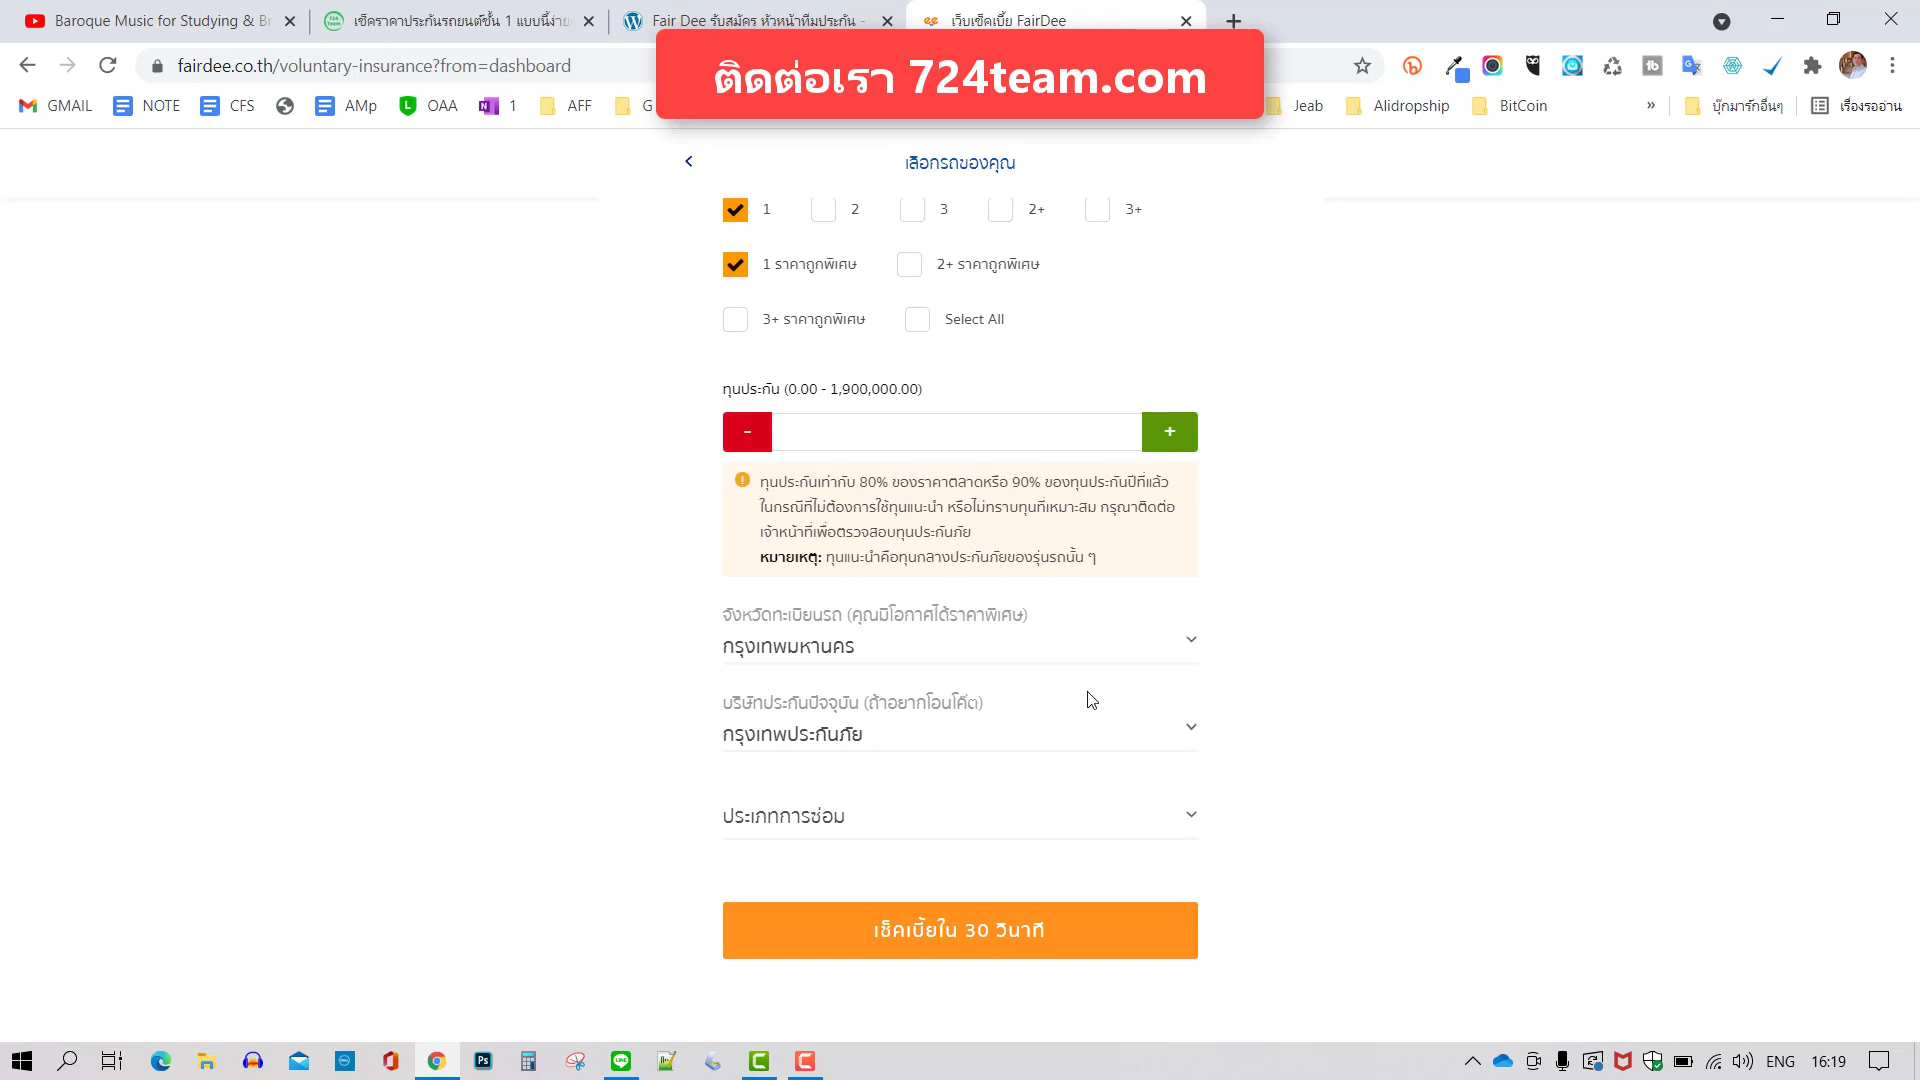 Baroque Music for Studying & Br
เช็คราคาประกันรถยนต์ชั้น 1 แบบนี้ง่าย
Fair Dee รับสมัคร หัวหน้าทีมประกัน -
เว็บเช็คเบี้ย FairDee
fairdee.co.th/voluntary-insurance?from=dashboard
ติดต่อเรา 724team.com
GMAIL NOTE CFS AMp OAA 1 AFF G Jeab Alidropship BitCoin » บุ๊กมาร์กอื่นๆ เรื่องรออ่าน
เลือกรถของคุณ
1 2 3 2+ 3+
1 ราคาถูกพิเศษ 2+ ราคาถูกพิเศษ
3+ ราคาถูกพิเศษ Select All
ทุนประกัน (0.00 - 1,900,000.00)
- +
ทุนประกันเท่ากับ 80% ของราคาตลาดหรือ 90% ของทุนประกันปีที่แล้ว
ในกรณีที่ไม่ต้องการใช้ทุนแนะนำ หรือไม่ทราบทุนที่เหมาะสม กรุณาติดต่อ
เจ้าหน้าที่เพื่อตรวจสอบทุนประกันภัย
หมายเหตุ: ทุนแนะนำคือทุนกลางประกันภัยของรุ่นรถนั้น ๆ
จังหวัดทะเบียนรถ (คุณมีโอกาศได้ราคาพิเศษ)
กรุงเทพมหานคร
บริษัทประกันปัจจุบัน (ถ้าอยากโอนโค๊ต)
กรุงเทพประกันภัย
ประเภทการซ่อม
เช็คเบี้ยใน 30 วินาที
ENG 16:19